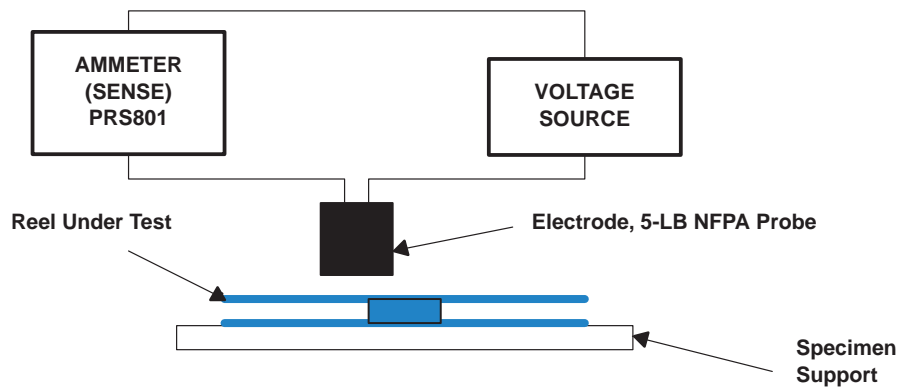 AMMETER
(SENSE)
PRS801
VOLTAGE
SOURCE
Reel Under Test
Electrode, 5-LB NFPA Probe
Specimen
Support